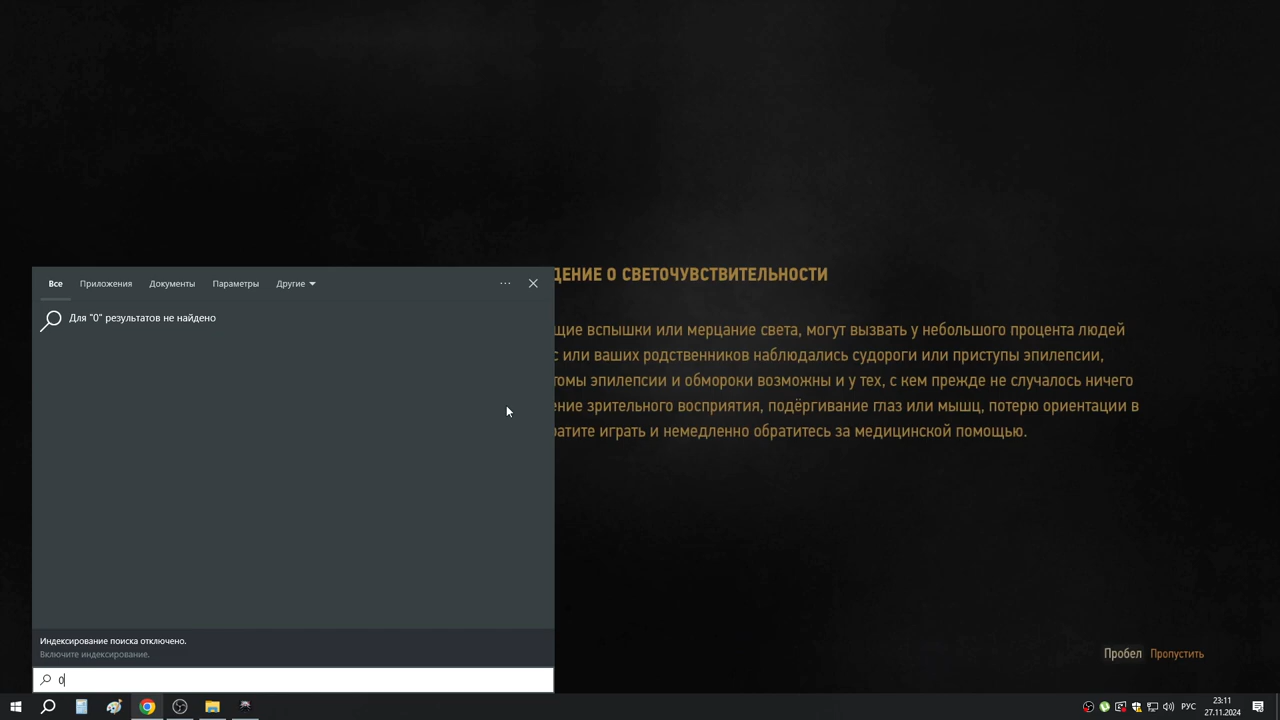 ДЕНИЕ О СВЕТОЧУВСТВИТЕЛЬНОСТИ
Все Приложения Документы Параметры Другие
Для "0" результатов не найдено
щие вспышки или мерцание света, могут вызвать у небольшого процента людей
с или ваших родственников наблюдались судороги или приступы эпилепсии,
томы эпилепсии и обмороки возможны и у тех, с кем прежде не случалось ничего
ение зрительного восприятия, подёргивание глаз или мышц, потерю ориентации в
ратите играть и немедленно обратитесь за медицинской помощью.
Индексирование поиска отключено.
Включите индексирование.
Пробел Пропустить
0
РУС
23:11
27.11.2024